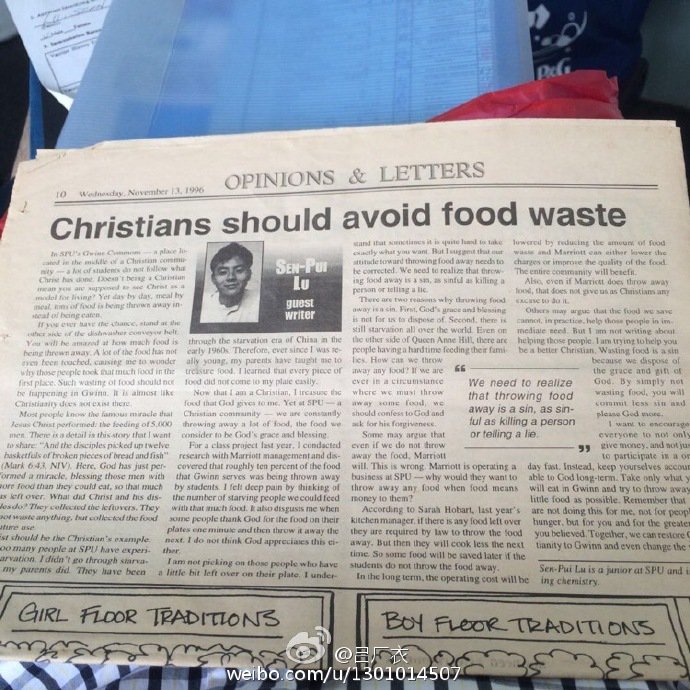 P&G
OPINIONS & LETTERS
10 Wednesday, November 13, 1996
Christians should avoid food waste
In SPU's Gwinn Commons — a place lo-
cated in the middle of a Christian commu-
nity — a lot of students do not follow what
Christ has done. Doesn't being a Christian
mean you are supposed to see Christ as a
model for living? Yet day by day, meal by
meal, tons of food is being thrown away in-
stead of being eaten.
If you ever have the chance, stand at the
other side of the dishwasher conveyor belt.
You will be amazed at how much food is
being thrown away. A lot of the food has not
even been touched, causing me to wonder
why those people took that much food in the
first place. Such wasting of food should not
be happening in Gwinn. It is almost like
Christianity does not exist there.
Most people know the famous miracle that
Jesus Christ performed: the feeding of 5,000
men. There is a detail in this story that I want
to share: "And the disciples picked up twelve
basketfuls of broken pieces of bread and fish"
(Mark 6:43, NIV). Here, God has just per-
formed a miracle, blessing those men with
more food than they could eat, so that much
was left over. What did Christ and his dis-
do? They collected the leftovers. They
not waste anything, but collected the food
future use.
ist should be the Christian's example.
too many people at SPU have experi-
starvation. I didn't go through starva-
my parents did. They have been
SEN-PUI
LU
guest
writer
through the starvation era of China in the
early 1960s. Therefore, ever since I was re-
ally young, my parents have taught me to
treasure food. I learned that every piece of
food did not come to my plate easily.
Now that I am a Christian, I treasure the
food that God gives to me. Yet at SPU — a
Christian community — we are constantly
throwing away a lot of food, the food we
consider to be God's grace and blessing.
For a class project last year, I conducted
research with Marriott management and dis-
covered that roughly ten percent of the food
that Gwinn serves was being thrown away
by students. I felt deep pain by thinking of
the number of starving people we could feed
with that much food. It also disgusts me when
some people thank God for the food on their
plates one minute and then throw it away the
next. I do not think God appreciates this ei-
ther.
I am not picking on those people who have
a little bit left over on their plate. I under-
stand that sometimes it is quite hard to take
exactly what you want. But I suggest that our
attitude toward throwing food away needs to
be corrected. We need to realize that throw-
ing food away is a sin, as sinful as killing a
person or telling a lie.
There are two reasons why throwing food
away is a sin. First, God's grace and blessing
is not for us to dispose of. Second, there is
still starvation all over the world. Even on
the other side of Queen Anne Hill, there are
people having a hard time feeding their fami-
lies. How can we throw
away any food? If we are
ever in a circumstance
where we must throw
away some food, we
should confess to God and
ask for his forgiveness.
Some may argue that
even if we do not throw
away the food, Marriott
will. This is wrong. Marriott is operating a
business at SPU — why would they want to
throw away any food when food means
money to them?
According to Sarah Hobart, last year's
kitchen manager, if there is any food left over
they are required by law to throw the food
away. But then they will cook less the next
time. So some food will be saved later if the
students do not throw the food away.
In the long term, the operating cost will be
“
We need to realize
that throwing food
away is a sin, as sin-
ful as killing a person
or telling a lie.
”
lowered by reducing the amount of food
waste and Marriott can either lower the
charges or improve the quality of the food.
The entire community will benefit.
Also, even if Marriott does throw away
food, that does not give us as Christians any
excuse to do it.
Others may argue that the food we save
cannot, in practice, help those people in im-
mediate need. But I am not writing about
helping those people. I am trying to help you
be a better Christian. Wasting food is a sin
because we dispose of
the grace and gift of
God. By simply not
wasting food, you will
commit less sin and
please God more.
I want to encourage
everyone to not only
give money, and not just
to participate in a
day fast. Instead, keep yourselves account-
able to God long-term. Take only what y
will eat in Gwinn and try to throw away
little food as possible. Remember that
are not doing this for me, not for people
hunger, but for you and for the greater
you believed. Together, we can restore C
tianity to Gwinn and even change the
Sen-Pui Lu is a junior at SPU and is
ing chemistry.
GIRL FLOOR TRADITIONS
BOY FLOOR TRADITIONS
@吕厂衣
weibo.com/u/1301014507